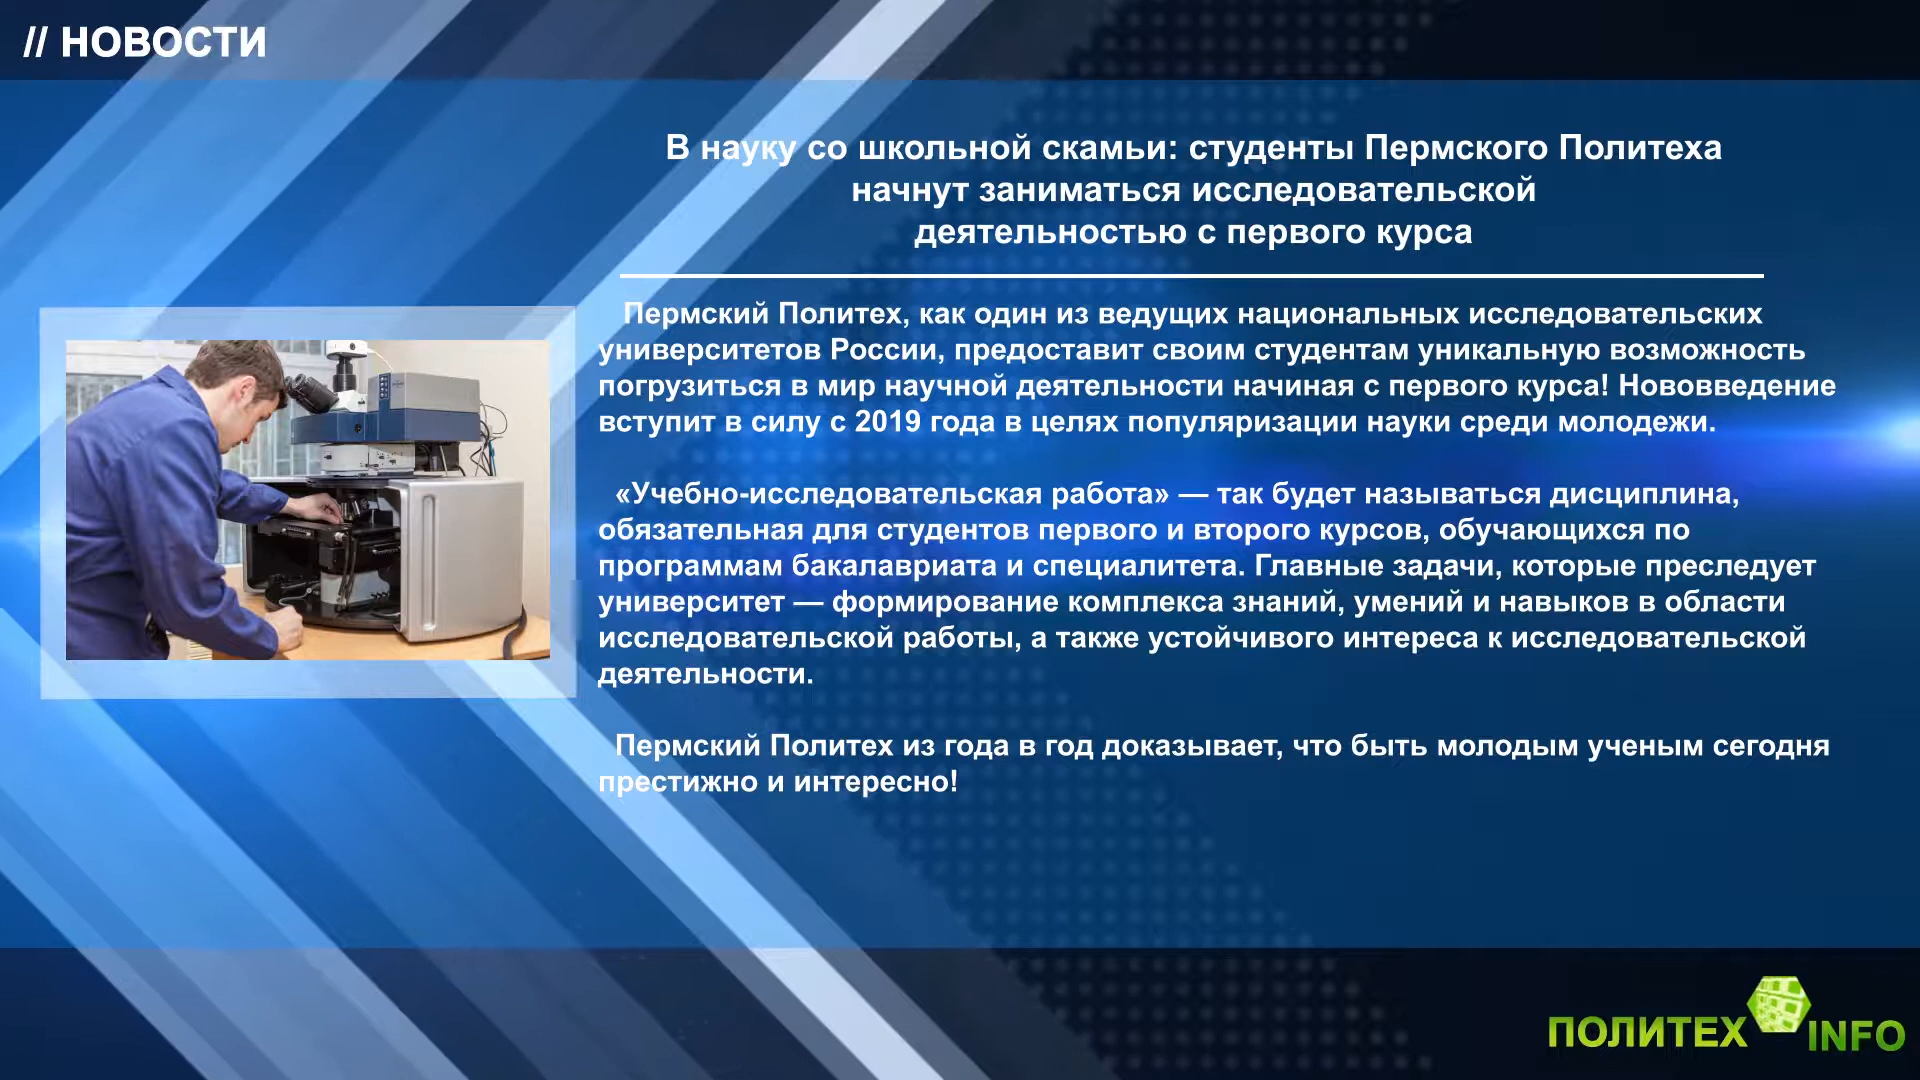 // НОВОСТИ
В науку со школьной скамьи: студенты Пермского Политеха
начнут заниматься исследовательской
деятельностью с первого курса
Пермский Политех, как один из ведущих национальных исследовательских
университетов России, предоставит своим студентам уникальную возможность
погрузиться в мир научной деятельности начиная с первого курса! Нововведение
вступит в силу с 2019 года в целях популяризации науки среди молодежи.
«Учебно-исследовательская работа» — так будет называться дисциплина,
обязательная для студентов первого и второго курсов, обучающихся по
программам бакалавриата и специалитета. Главные задачи, которые преследует
университет — формирование комплекса знаний, умений и навыков в области
исследовательской работы, а также устойчивого интереса к исследовательской
деятельности.
Пермский Политех из года в год доказывает, что быть молодым ученым сегодня
престижно и интересно!
ПОЛИТЕХ INFO